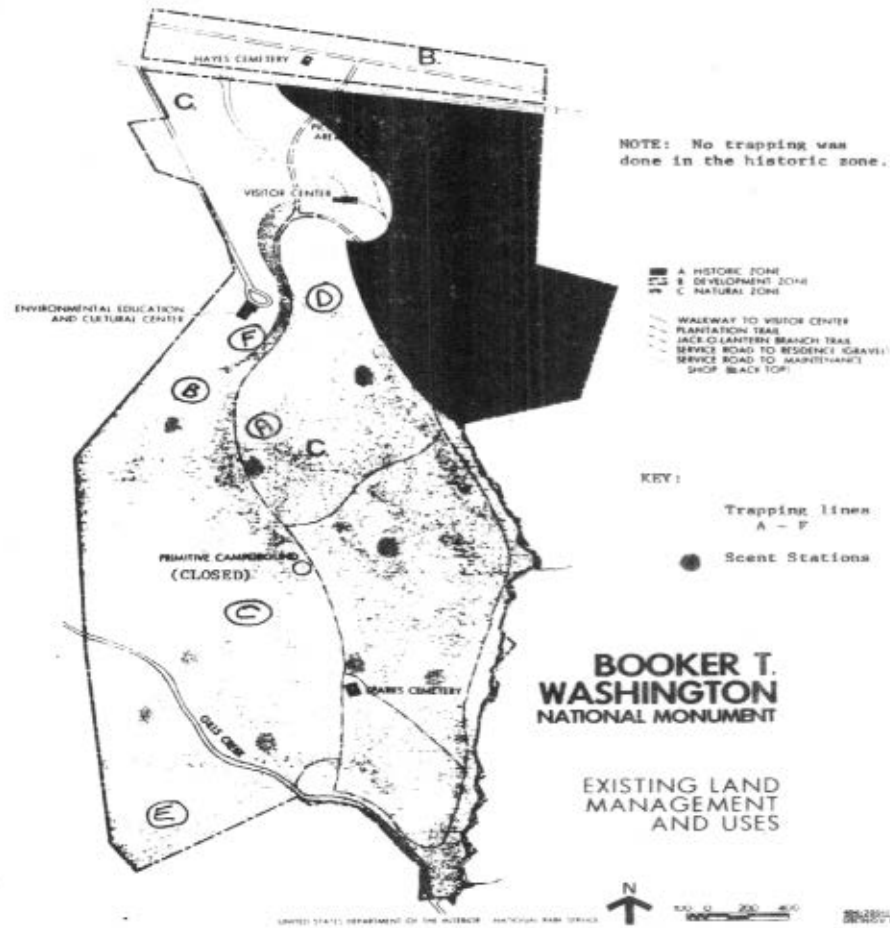 HAYES CEMETERY
B.
C.
AREA
VISITOR CENTER
NOTE: No trapping was
done in the historic zone.
A HISTORIC ZONE
B DEVELOPMENT ZONE
C NATURAL ZONE
D
ENVIRONMENTAL EDUCATION
AND CULTURAL CENTER
F
WALKWAY TO VISITOR CENTER
PLANTATION TRAIL
JACK-O-LANTERN BRANCH TRAIL
SERVICE ROAD TO RESIDENCE (GRAVEL)
SERVICE ROAD TO MAINTENANCE
SHOP (BLACK TOP)
B
A
C.
KEY:
Trapping lines
A - F
Scent Stations
PRIMITIVE CAMPGROUND
(CLOSED)
C
BOOKER T.
WASHINGTON
NATIONAL MONUMENT
SPARKS CEMETERY
GILLS CREEK
EXISTING LAND
MANAGEMENT
AND USES
E
N
UNITED STATES DEPARTMENT OF THE INTERIOR NATIONAL PARK SERVICE
100 0 200 400